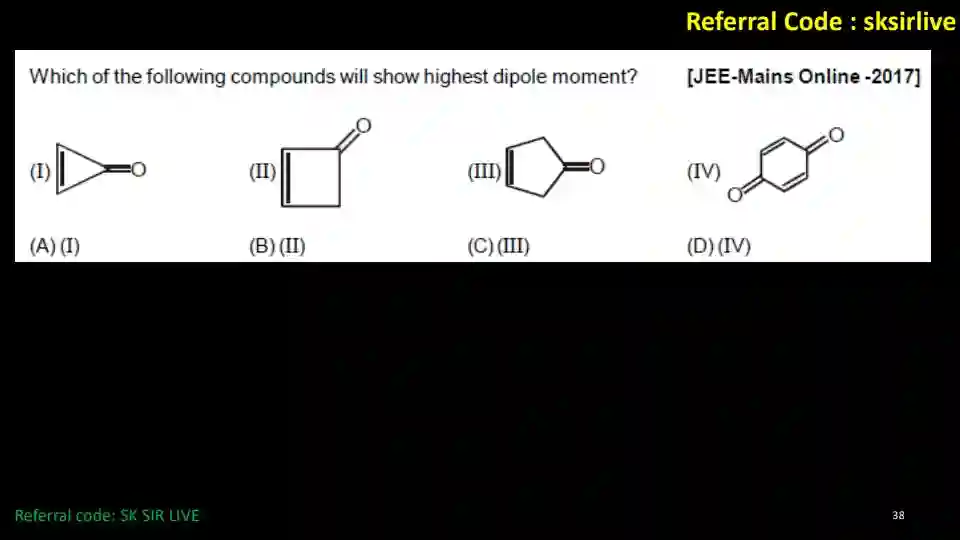 Referral Code : sksirlive
Which of the following compounds will show highest dipole moment? [JEE-Mains Online -2017]
(I) O (II) O (III) O (IV) O O
(A) (I) (B) (II) (C) (III) (D) (IV)
Referral code: SK SIR LIVE 38